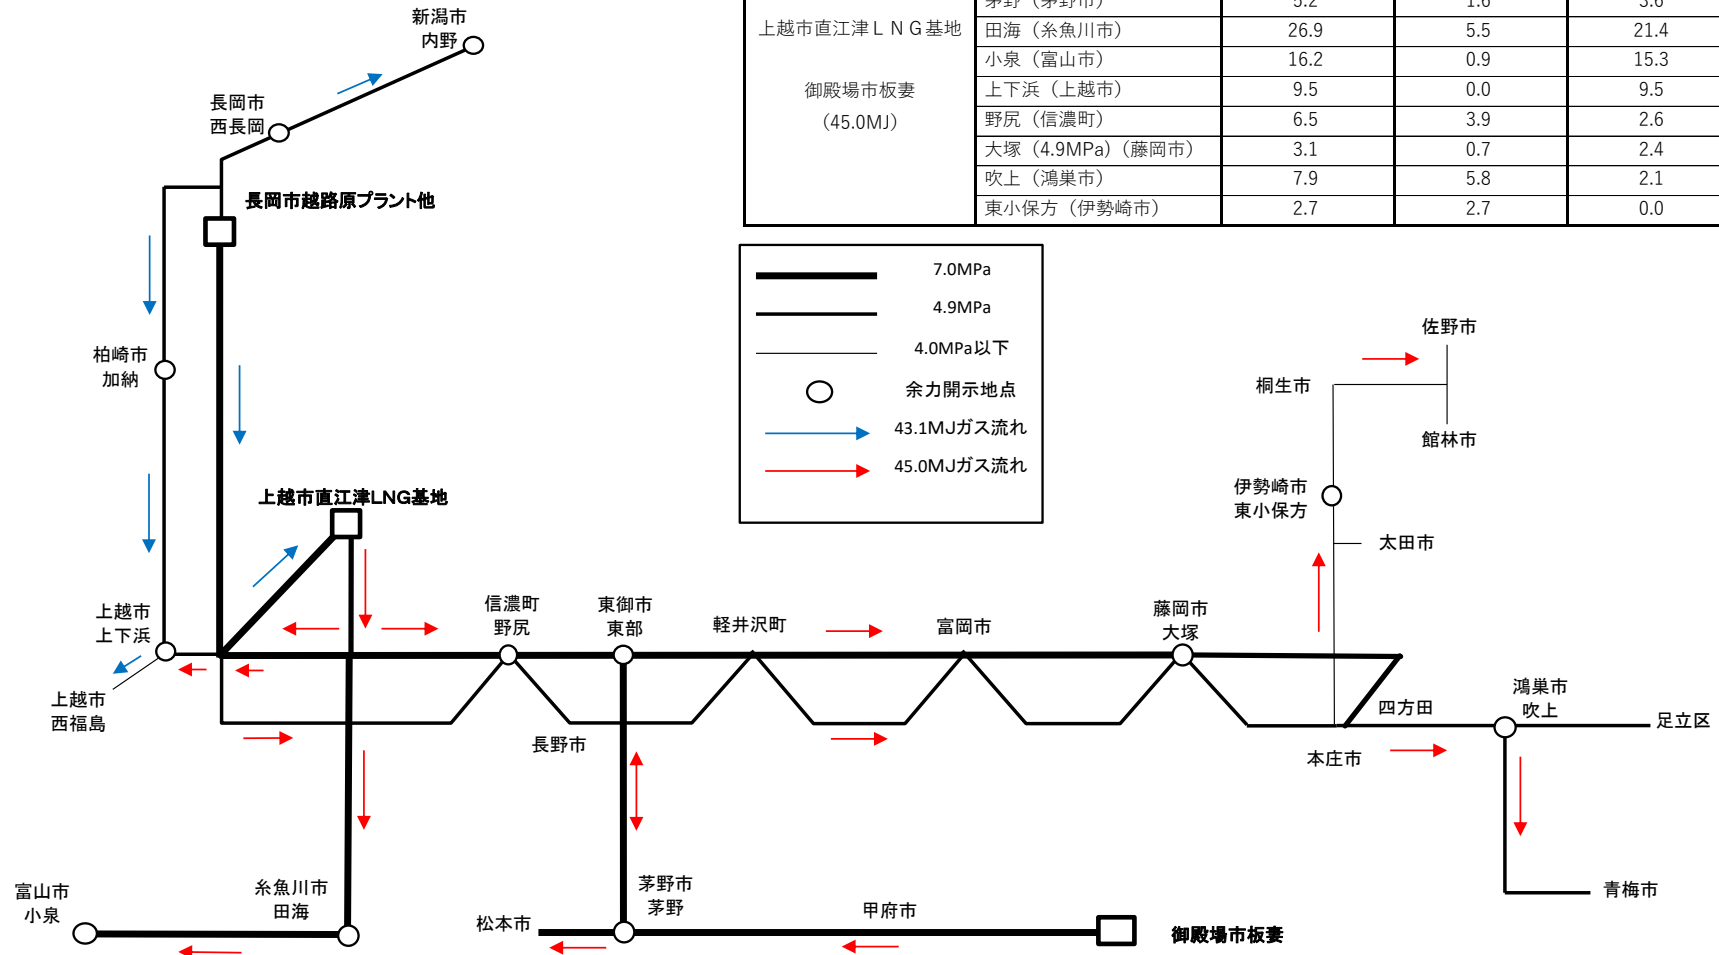 茅野（茅野市） 5.2 1.6 3.6
上越市直江津ＬＮＧ基地 田海（糸魚川市） 26.9 5.5 21.4
小泉（富山市） 16.2 0.9 15.3
御殿場市板妻 上下浜（上越市） 9.5 0.0 9.5
（45.0MJ） 野尻（信濃町） 6.5 3.9 2.6
大塚（4.9MPa）（藤岡市） 3.1 0.7 2.4
吹上（鴻巣市） 7.9 5.8 2.1
東小保方（伊勢崎市） 2.7 2.7 0.0
7.0MPa
4.9MPa
4.0MPa以下
余力開示地点
43.1MJガス流れ
45.0MJガス流れ
新潟市
内野
長岡市
西長岡
長岡市越路原プラント他
柏崎市
加納
上越市直江津LNG基地
上越市
上下浜
上越市
西福島
信濃町
野尻
東御市
東部
軽井沢町
富岡市
藤岡市
大塚
長野市
佐野市
桐生市
館林市
伊勢崎市
東小保方
太田市
四方田
本庄市
鴻巣市
吹上
足立区
青梅市
富山市
小泉
糸魚川市
田海
松本市
茅野市
茅野
甲府市
御殿場市板妻